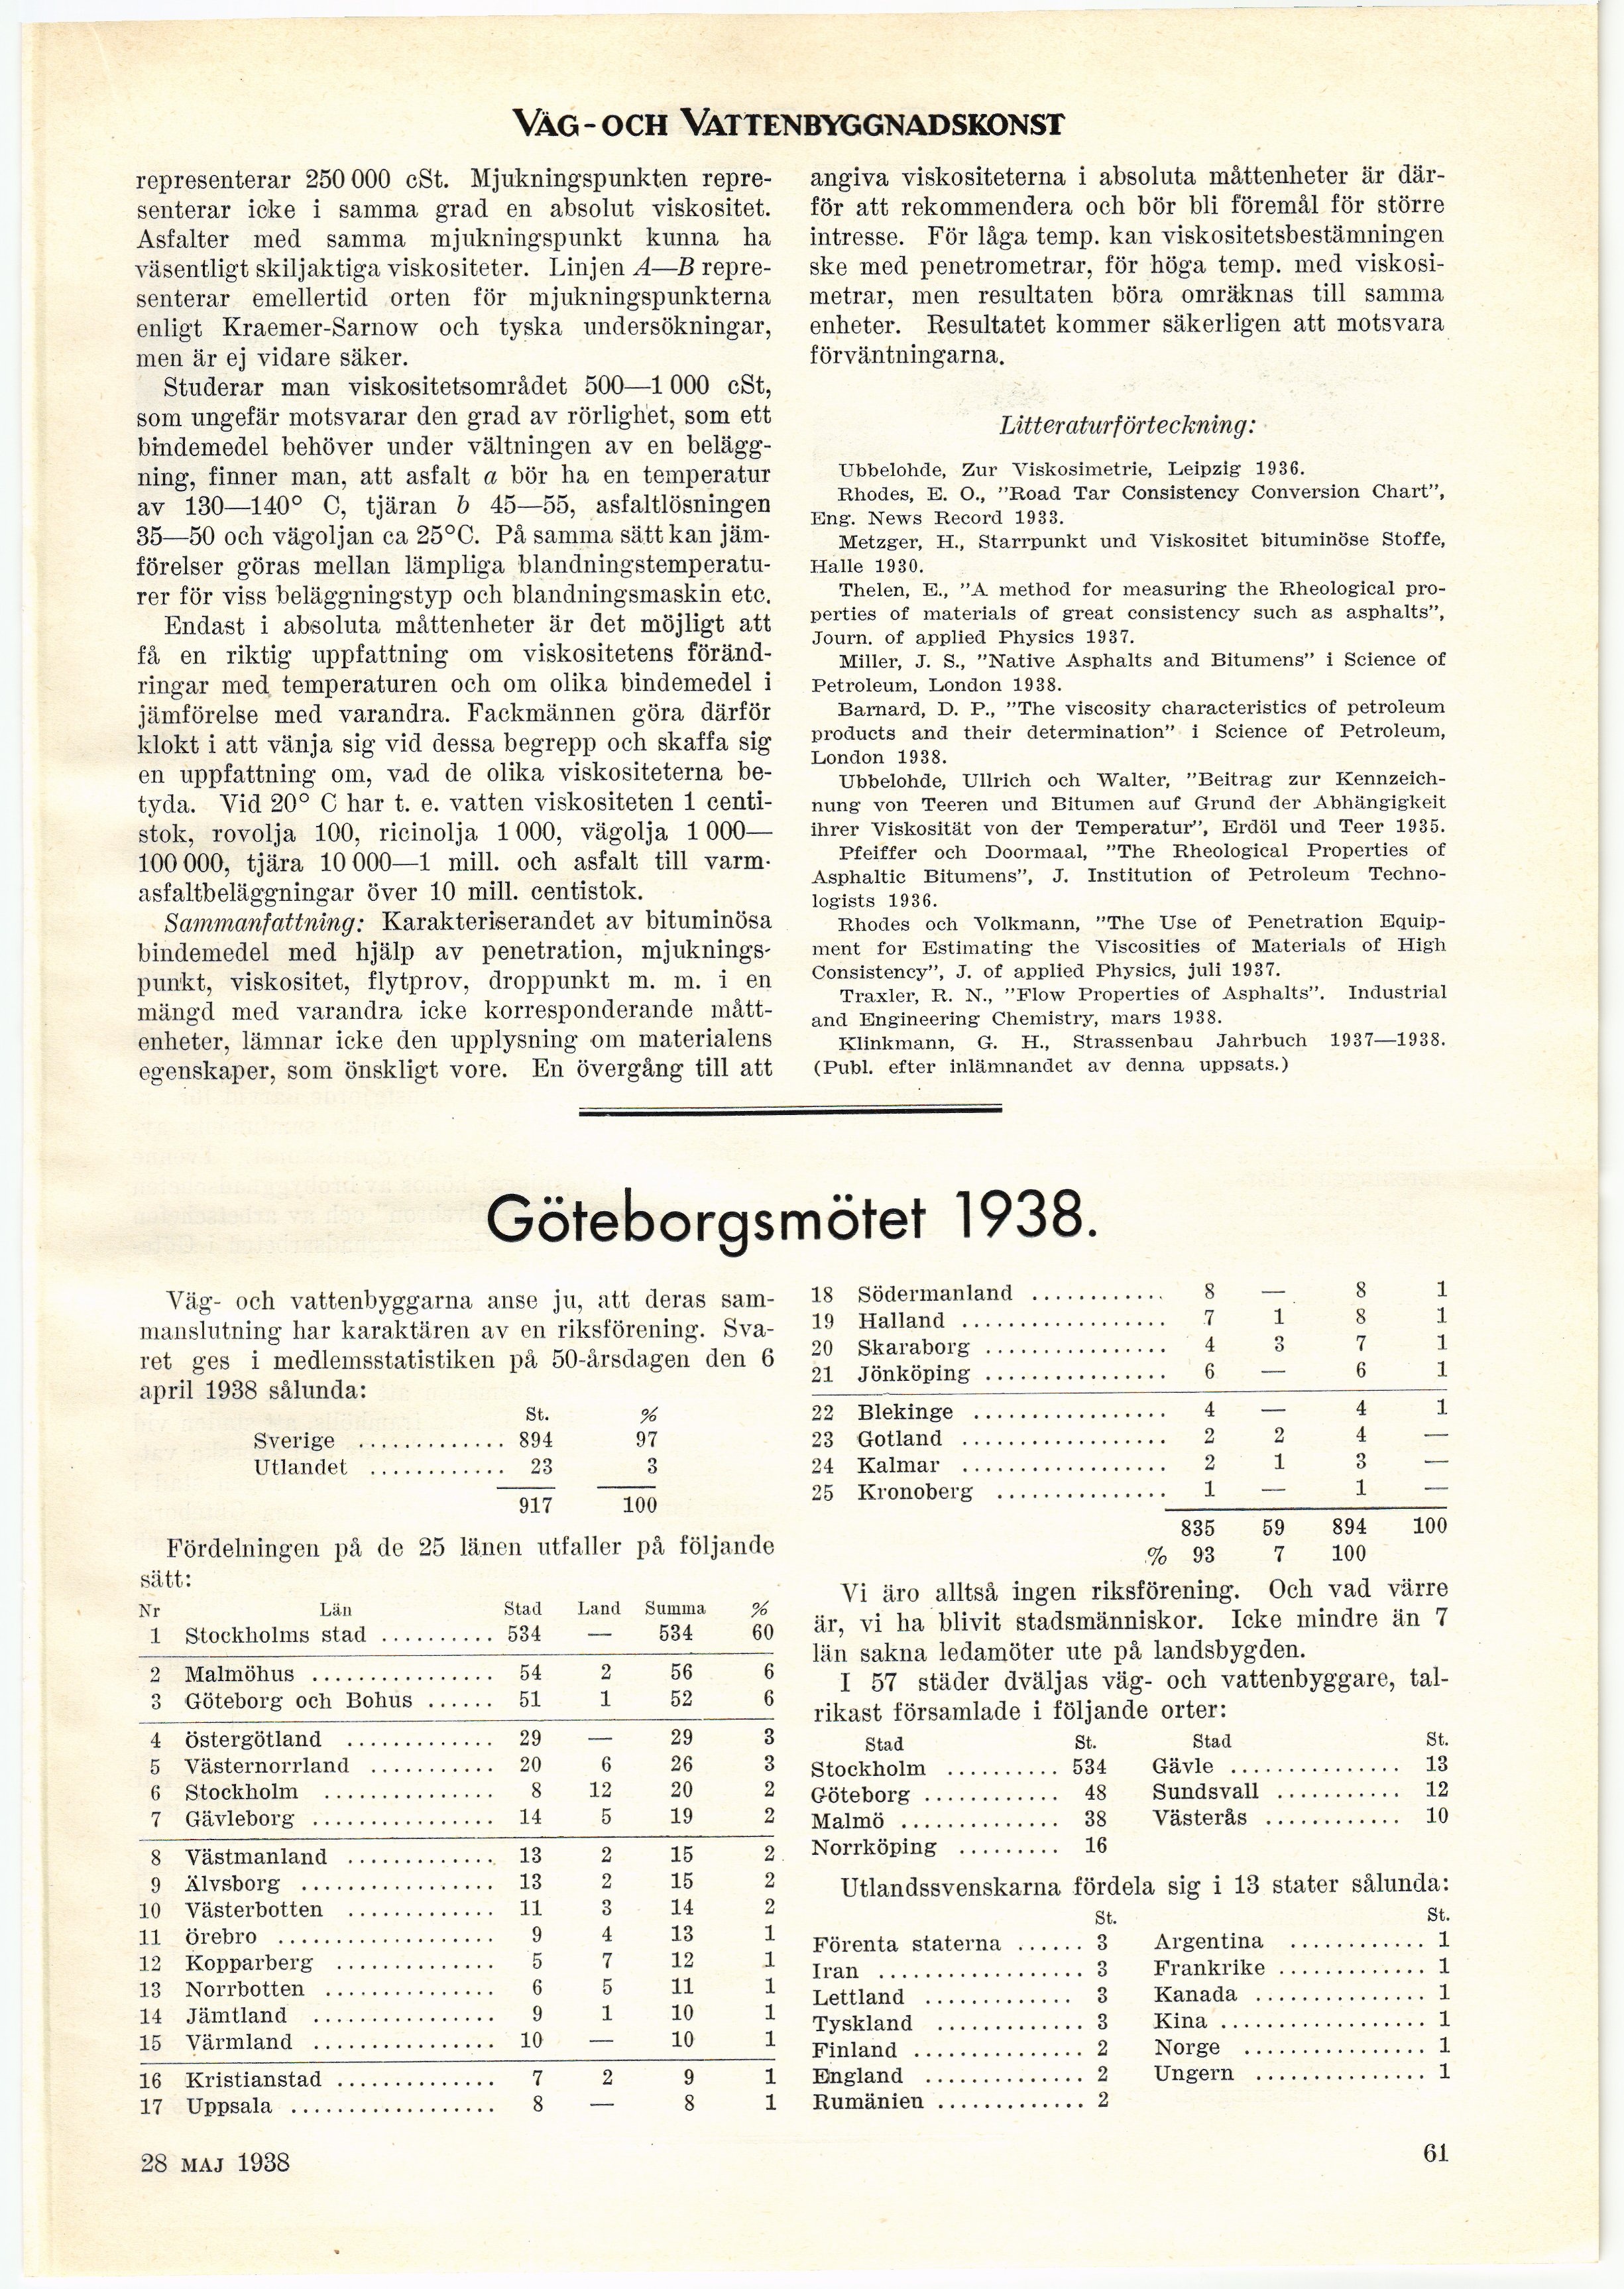 VÄG- OCH VATTENBYGGNADSKONST
representerar 250 000 cSt. Mjukningspunkten repre-
senterar icke i samma grad en absolut viskositet.
Asfalter med samma mjukningspunkt kunna ha
väsentligt skiljaktiga viskositeter. Linjen A—B repre-
senterar emellertid orten för mjukningspunkterna
enligt Kraemer-Sarnow och tyska undersökningar,
men är ej vidare säker.
Studerar man viskositetsområdet 500—1 000 cSt,
som ungefär motsvarar den grad av rörlighet, som ett
bindemedel behöver under vältningen av en belägg-
ning, finner man, att asfalt a bör ha en temperatur
av 130—140° C, tjäran b 45—55, asfaltlösningen
35—50 och vägoljan ca 25°C. På samma sätt kan jäm-
förelser göras mellan lämpliga blandningstemperatu-
rer för viss beläggningstyp och blandningsmaskin etc.
Endast i absoluta måttenheter är det möjligt att
få en riktig uppfattning om viskositetens föränd-
ringar med temperaturen och om olika bindemedel i
jämförelse med varandra. Fackmännen göra därför
klokt i att vänja sig vid dessa begrepp och skaffa sig
en uppfattning om, vad de olika viskositeterna be-
tyda. Vid 20° C har t. e. vatten viskositeten 1 centi-
stok, rovolja 100, ricinolja 1 000, vägolja 1 000—
100 000, tjära 10 000—1 mill. och asfalt till varm-
asfaltbeläggningar över 10 mill. centistok.
Sammanfattning: Karakteriserandet av bituminösa
bindemedel med hjälp av penetration, mjuknings-
punkt, viskositet, flytprov, droppunkt m. m. i en
mängd med varandra icke korresponderande mått-
enheter, lämnar icke den upplysning om materialens
egenskaper, som önskligt vore. En övergång till att
angiva viskositeterna i absoluta måttenheter är där-
för att rekommendera och bör bli föremål för större
intresse. För låga temp. kan viskositetsbestämningen
ske med penetrometrar, för höga temp. med viskosi-
metrar, men resultaten böra omräknas till samma
enheter. Resultatet kommer säkerligen att motsvara
förväntningarna.
Litteraturförteckning:
Ubbelohde, Zur Viskosimetrie, Leipzig 1936.
Rhodes, E. O., "Road Tar Consistency Conversion Chart",
Eng. News Record 1933.
Metzger, H., Starrpunkt und Viskositet bituminöse Stoffe,
Halle 1930.
Thelen, E., "A method for measuring the Rheological pro-
perties of materials of great consistency such as asphalts",
Journ. of applied Physics 1937.
Miller, J. S., "Native Asphalts and Bitumens" i Science of
Petroleum, London 1938.
Barnard, D. P., "The viscosity characteristics of petroleum
products and their determination" i Science of Petroleum,
London 1938.
Ubbelohde, Ullrich och Walter, "Beitrag zur Kennzeich-
nung von Teeren und Bitumen auf Grund der Abhängigkeit
ihrer Viskosität von der Temperatur", Erdöl und Teer 1935.
Pfeiffer och Doormaal, "The Rheological Properties of
Asphaltic Bitumens", J. Institution of Petroleum Techno-
logists 1936.
Rhodes och Volkmann, "The Use of Penetration Equip-
ment for Estimating the Viscosities of Materials of High
Consistency", J. of applied Physics, juli 1937.
Traxler, R. N., "Flow Properties of Asphalts". Industrial
and Engineering Chemistry, mars 1938.
Klinkmann, G. H., Strassenbau Jahrbuch 1937—1938.
(Publ. efter inlämnandet av denna uppsats.)
Göteborgsmötet 1938.
Väg- och vattenbyggarna anse ju, att deras sam-
manslutning har karaktären av en riksförening. Sva-
ret ges i medlemsstatistiken på 50-årsdagen den 6
april 1938 sålunda:
St. %
Sverige ............. 894 97
Utlandet ............ 23 3
917 100
Fördelningen på de 25 länen utfaller på följande
sätt:
Nr Län Stad Land Summa %
1 Stockholms stad .......... 534 — 534 60
2 Malmöhus ................ 54 2 56 6
3 Göteborg och Bohus ...... 51 1 52 6
4 Östergötland ............. 29 — 29 3
5 Västernorrland ........... 20 6 26 3
6 Stockholm ............... 8 12 20 2
7 Gävleborg ................ 14 5 19 2
8 Västmanland ............. 13 2 15 2
9 Älvsborg ................. 13 2 15 2
10 Västerbotten ............. 11 3 14 2
11 Örebro ................... 9 4 13 1
12 Kopparberg .............. 5 7 12 1
13 Norrbotten ............... 6 5 11 1
14 Jämtland ................ 9 1 10 1
15 Värmland ................ 10 — 10 1
16 Kristianstad .............. 7 2 9 1
17 Uppsala .................. 8 — 8 1
18 Södermanland ............ 8 — 8 1
19 Halland .................. 7 1 8 1
20 Skaraborg ................ 4 3 7 1
21 Jönköping ................ 6 — 6 1
22 Blekinge ................. 4 — 4 1
23 Gotland .................. 2 2 4 —
24 Kalmar .................. 2 1 3 —
25 Kronoberg ............... 1 — 1 —
835 59 894 100
% 93 7 100
Vi äro alltså ingen riksförening. Och vad värre
är, vi ha blivit stadsmänniskor. Icke mindre än 7
län sakna ledamöter ute på landsbygden.
I 57 städer dväljas väg- och vattenbyggare, tal-
rikast församlade i följande orter:
Stad St. Stad St.
Stockholm .......... 534 Gävle ............... 13
Göteborg ............ 48 Sundsvall ........... 12
Malmö .............. 38 Västerås ............ 10
Norrköping ......... 16
Utlandssvenskarna fördela sig i 13 stater sålunda:
St. St.
Förenta staterna ...... 3 Argentina ............ 1
Iran .................. 3 Frankrike ............. 1
Lettland ............. 3 Kanada ............... 1
Tyskland ............. 3 Kina .................. 1
Finland ............... 2 Norge ................ 1
England .............. 2 Ungern ............... 1
Rumänien ............. 2
28 MAJ 1938
61